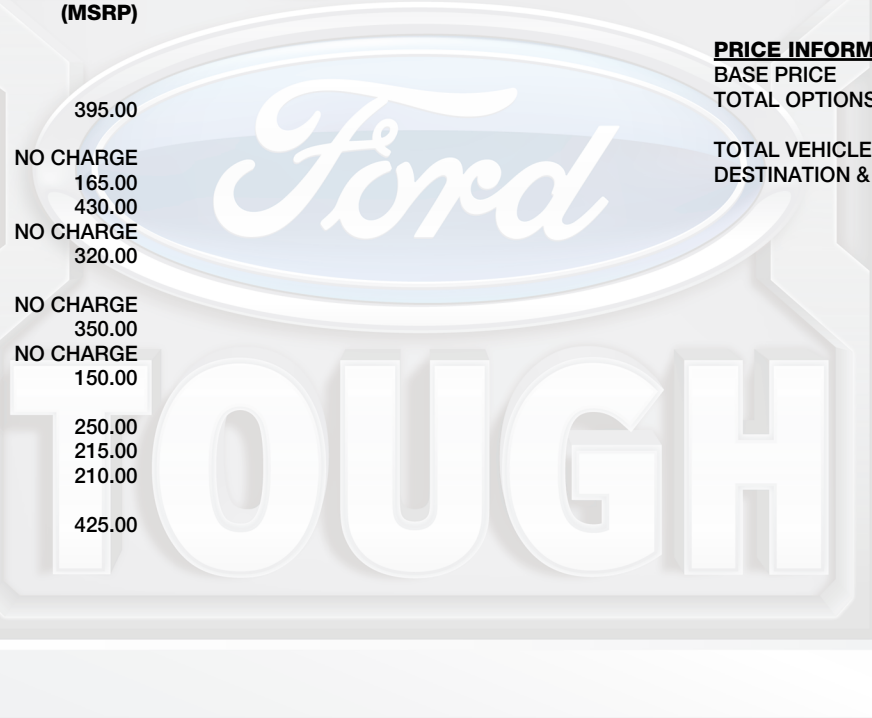 (MSRP)
395.00
NO CHARGE
165.00
430.00
NO CHARGE
320.00
NO CHARGE
350.00
NO CHARGE
150.00
250.00
215.00
210.00
425.00
PRICE INFORM
BASE PRICE
TOTAL OPTIONS
TOTAL VEHICLE
DESTINATION &
Ford
TOUGH